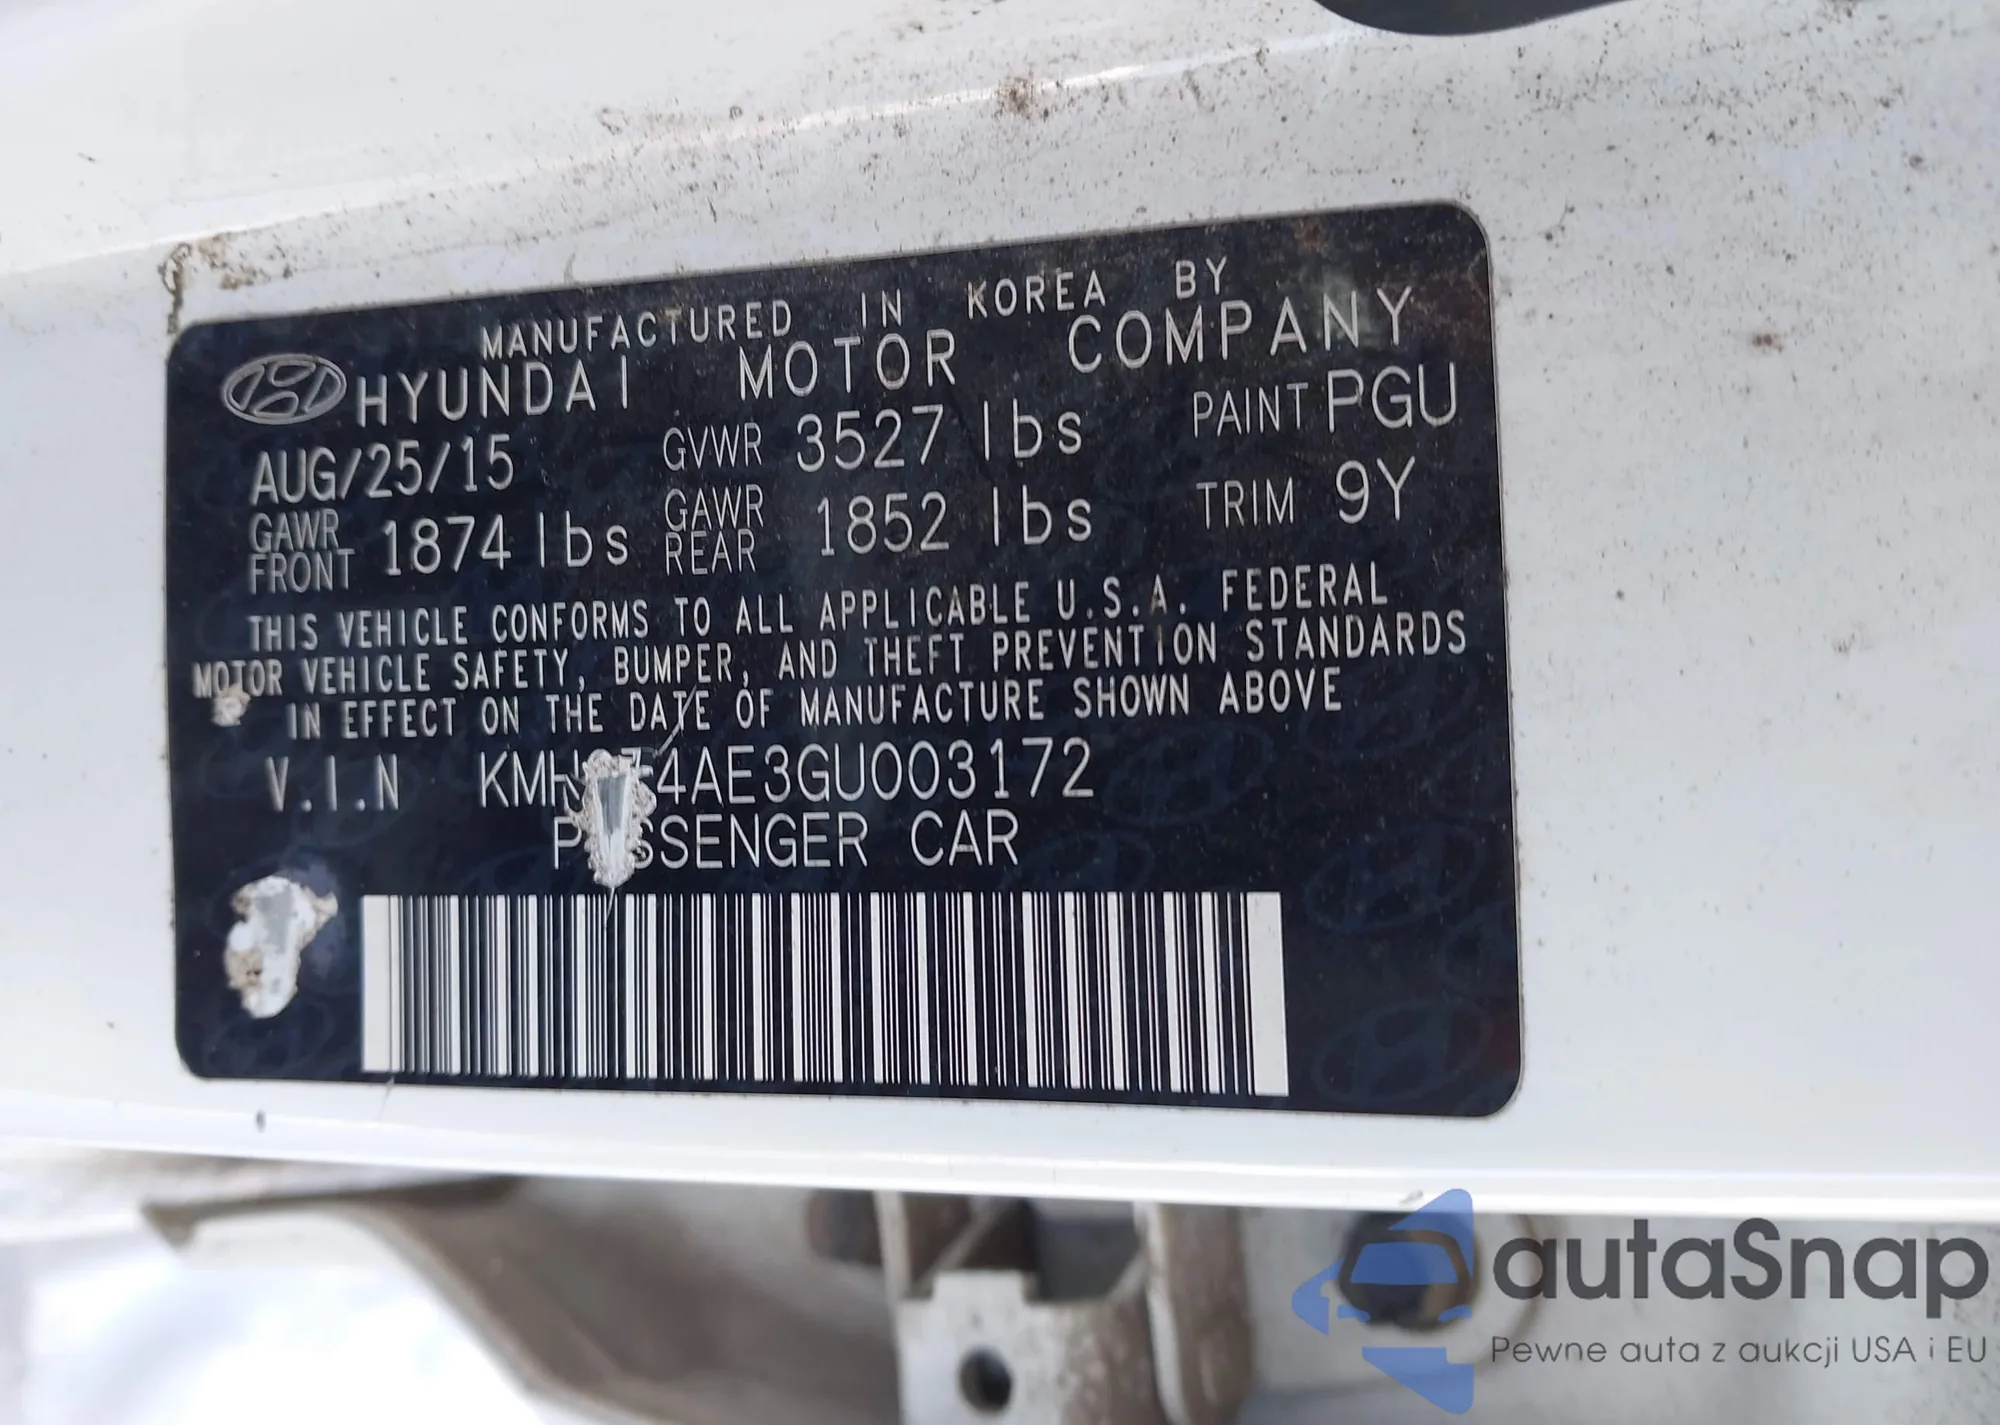 MANUFACTURED IN KOREA BY
HYUNDAI MOTOR COMPANY
AUG/25/15 GVWR 3527 lbs PAINT PGU
GAWR FRONT 1874 lbs GAWR REAR 1852 lbs TRIM 9Y
THIS VEHICLE CONFORMS TO ALL APPLICABLE U.S.A. FEDERAL
MOTOR VEHICLE SAFETY, BUMPER, AND THEFT PREVENTION STANDARDS
IN EFFECT ON THE DATE OF MANUFACTURE SHOWN ABOVE
V.I.N
PASSENGER CAR
autaSnap
Pewne auta z aukcji USA i EU